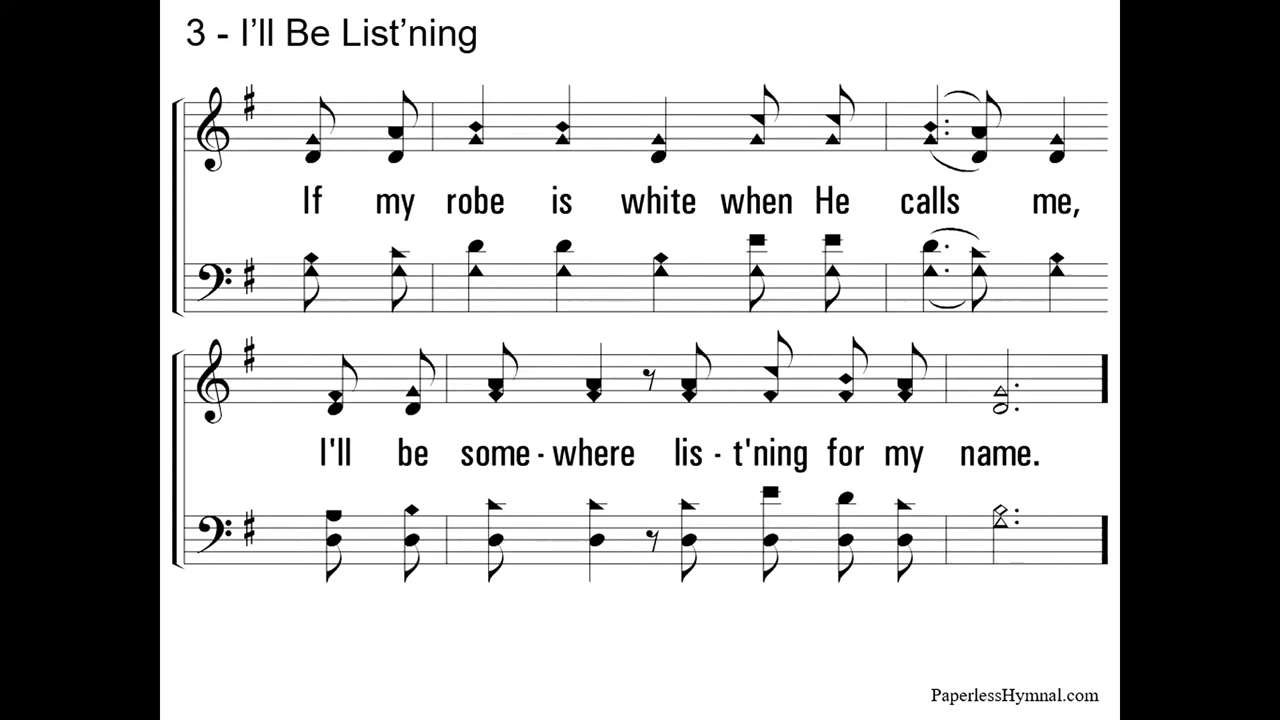 3 - I’ll Be List’ning
If my robe is white when He calls me,
I'll be some - where lis - t'ning for my name.
PaperlessHymnal.com